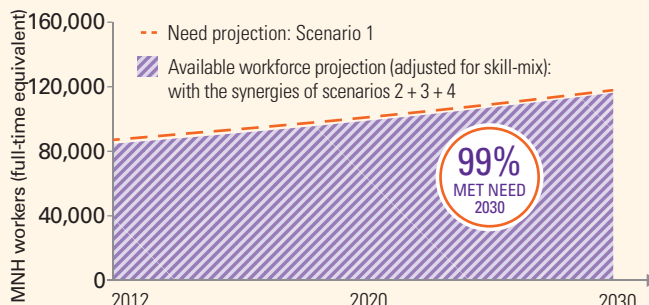 MNH workers (full-time equivalent)
160,000
120,000
80,000
40,000
0
Need projection: Scenario 1
Available workforce projection (adjusted for skill-mix):
with the synergies of scenarios 2 + 3 + 4
99%
MET NEED
2030
2012
2020
2030